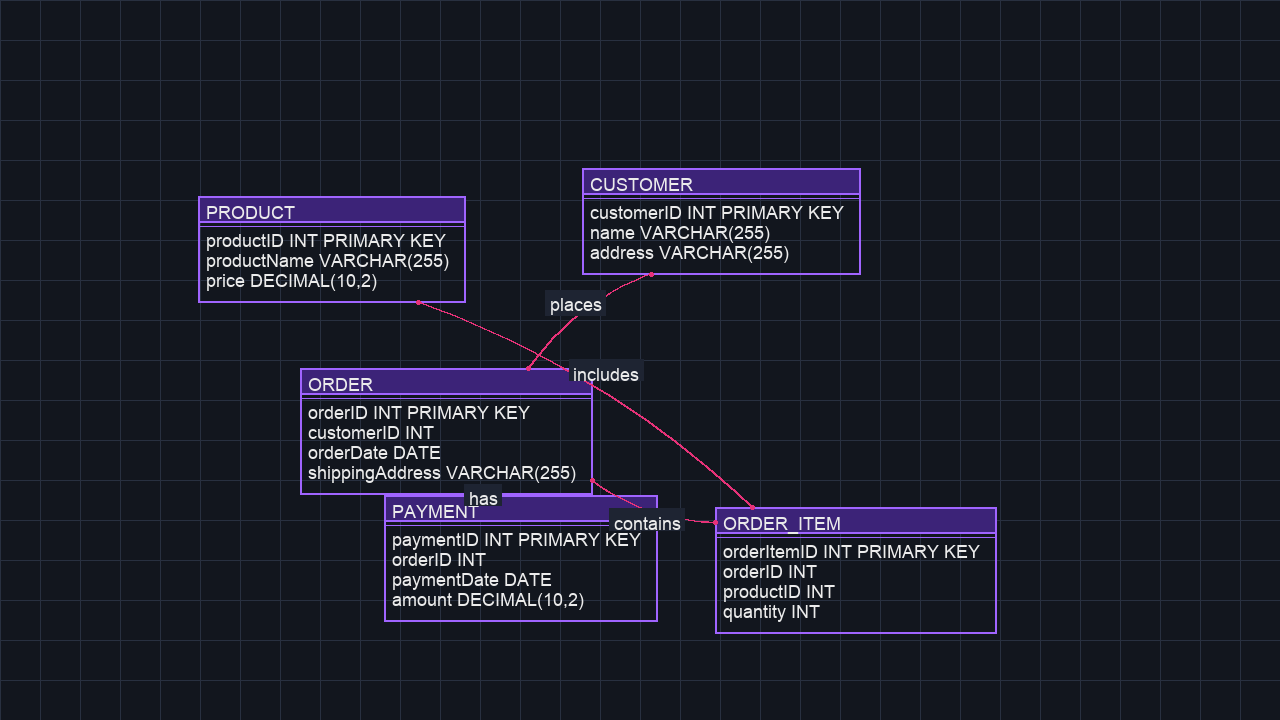 CUSTOMER
customerID INT PRIMARY KEY
name VARCHAR(255)
address VARCHAR(255)
PRODUCT
productID INT PRIMARY KEY
productName VARCHAR(255)
price DECIMAL(10,2)
places
includes
ORDER
orderID INT PRIMARY KEY
customerID INT
orderDate DATE
shippingAddress VARCHAR(255)
has
PAYMENT
paymentID INT PRIMARY KEY
orderID INT
paymentDate DATE
amount DECIMAL(10,2)
contains
ORDER_ITEM
orderItemID INT PRIMARY KEY
orderID INT
productID INT
quantity INT